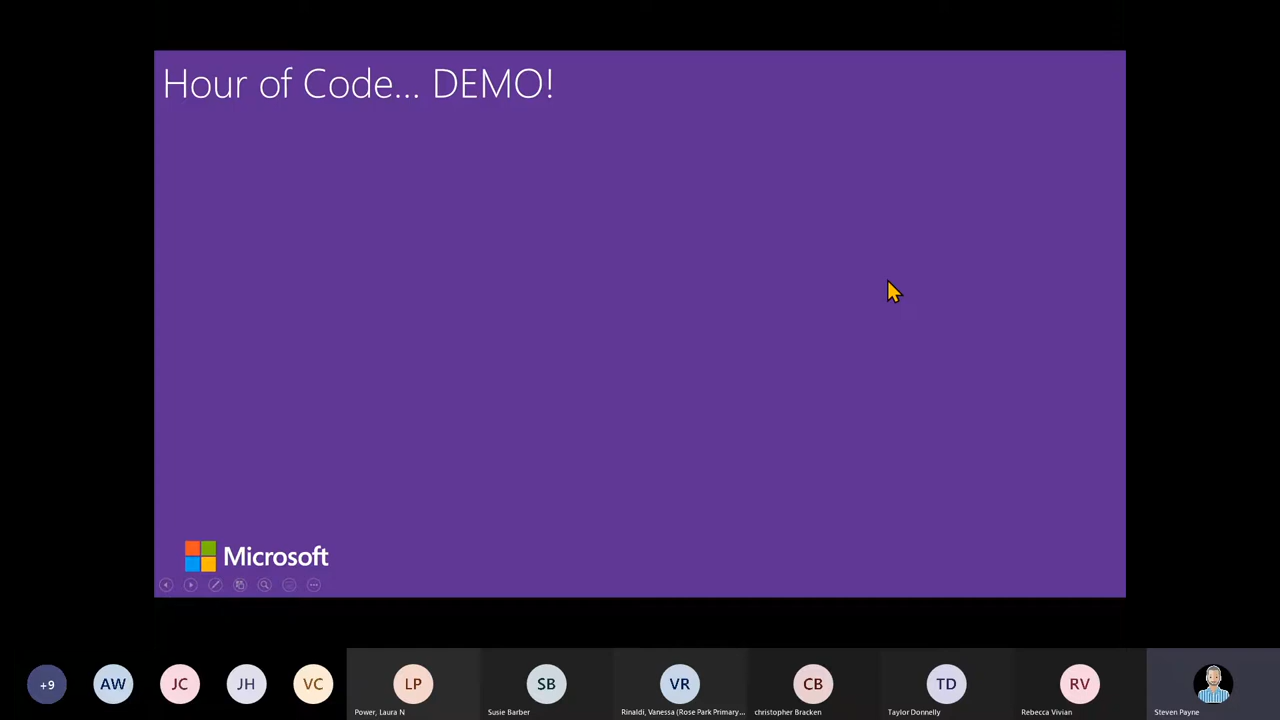 Hour of Code... DEMO!
Microsoft
+9
AW
JC
JH
VC
LP
Power, Laura N
SB
Susie Barber
VR
Rinaldi, Vanessa (Rose Park Primary...
CB
christopher Bracken
TD
Taylor Donnelly
RV
Rebecca Vivian
Steven Payne